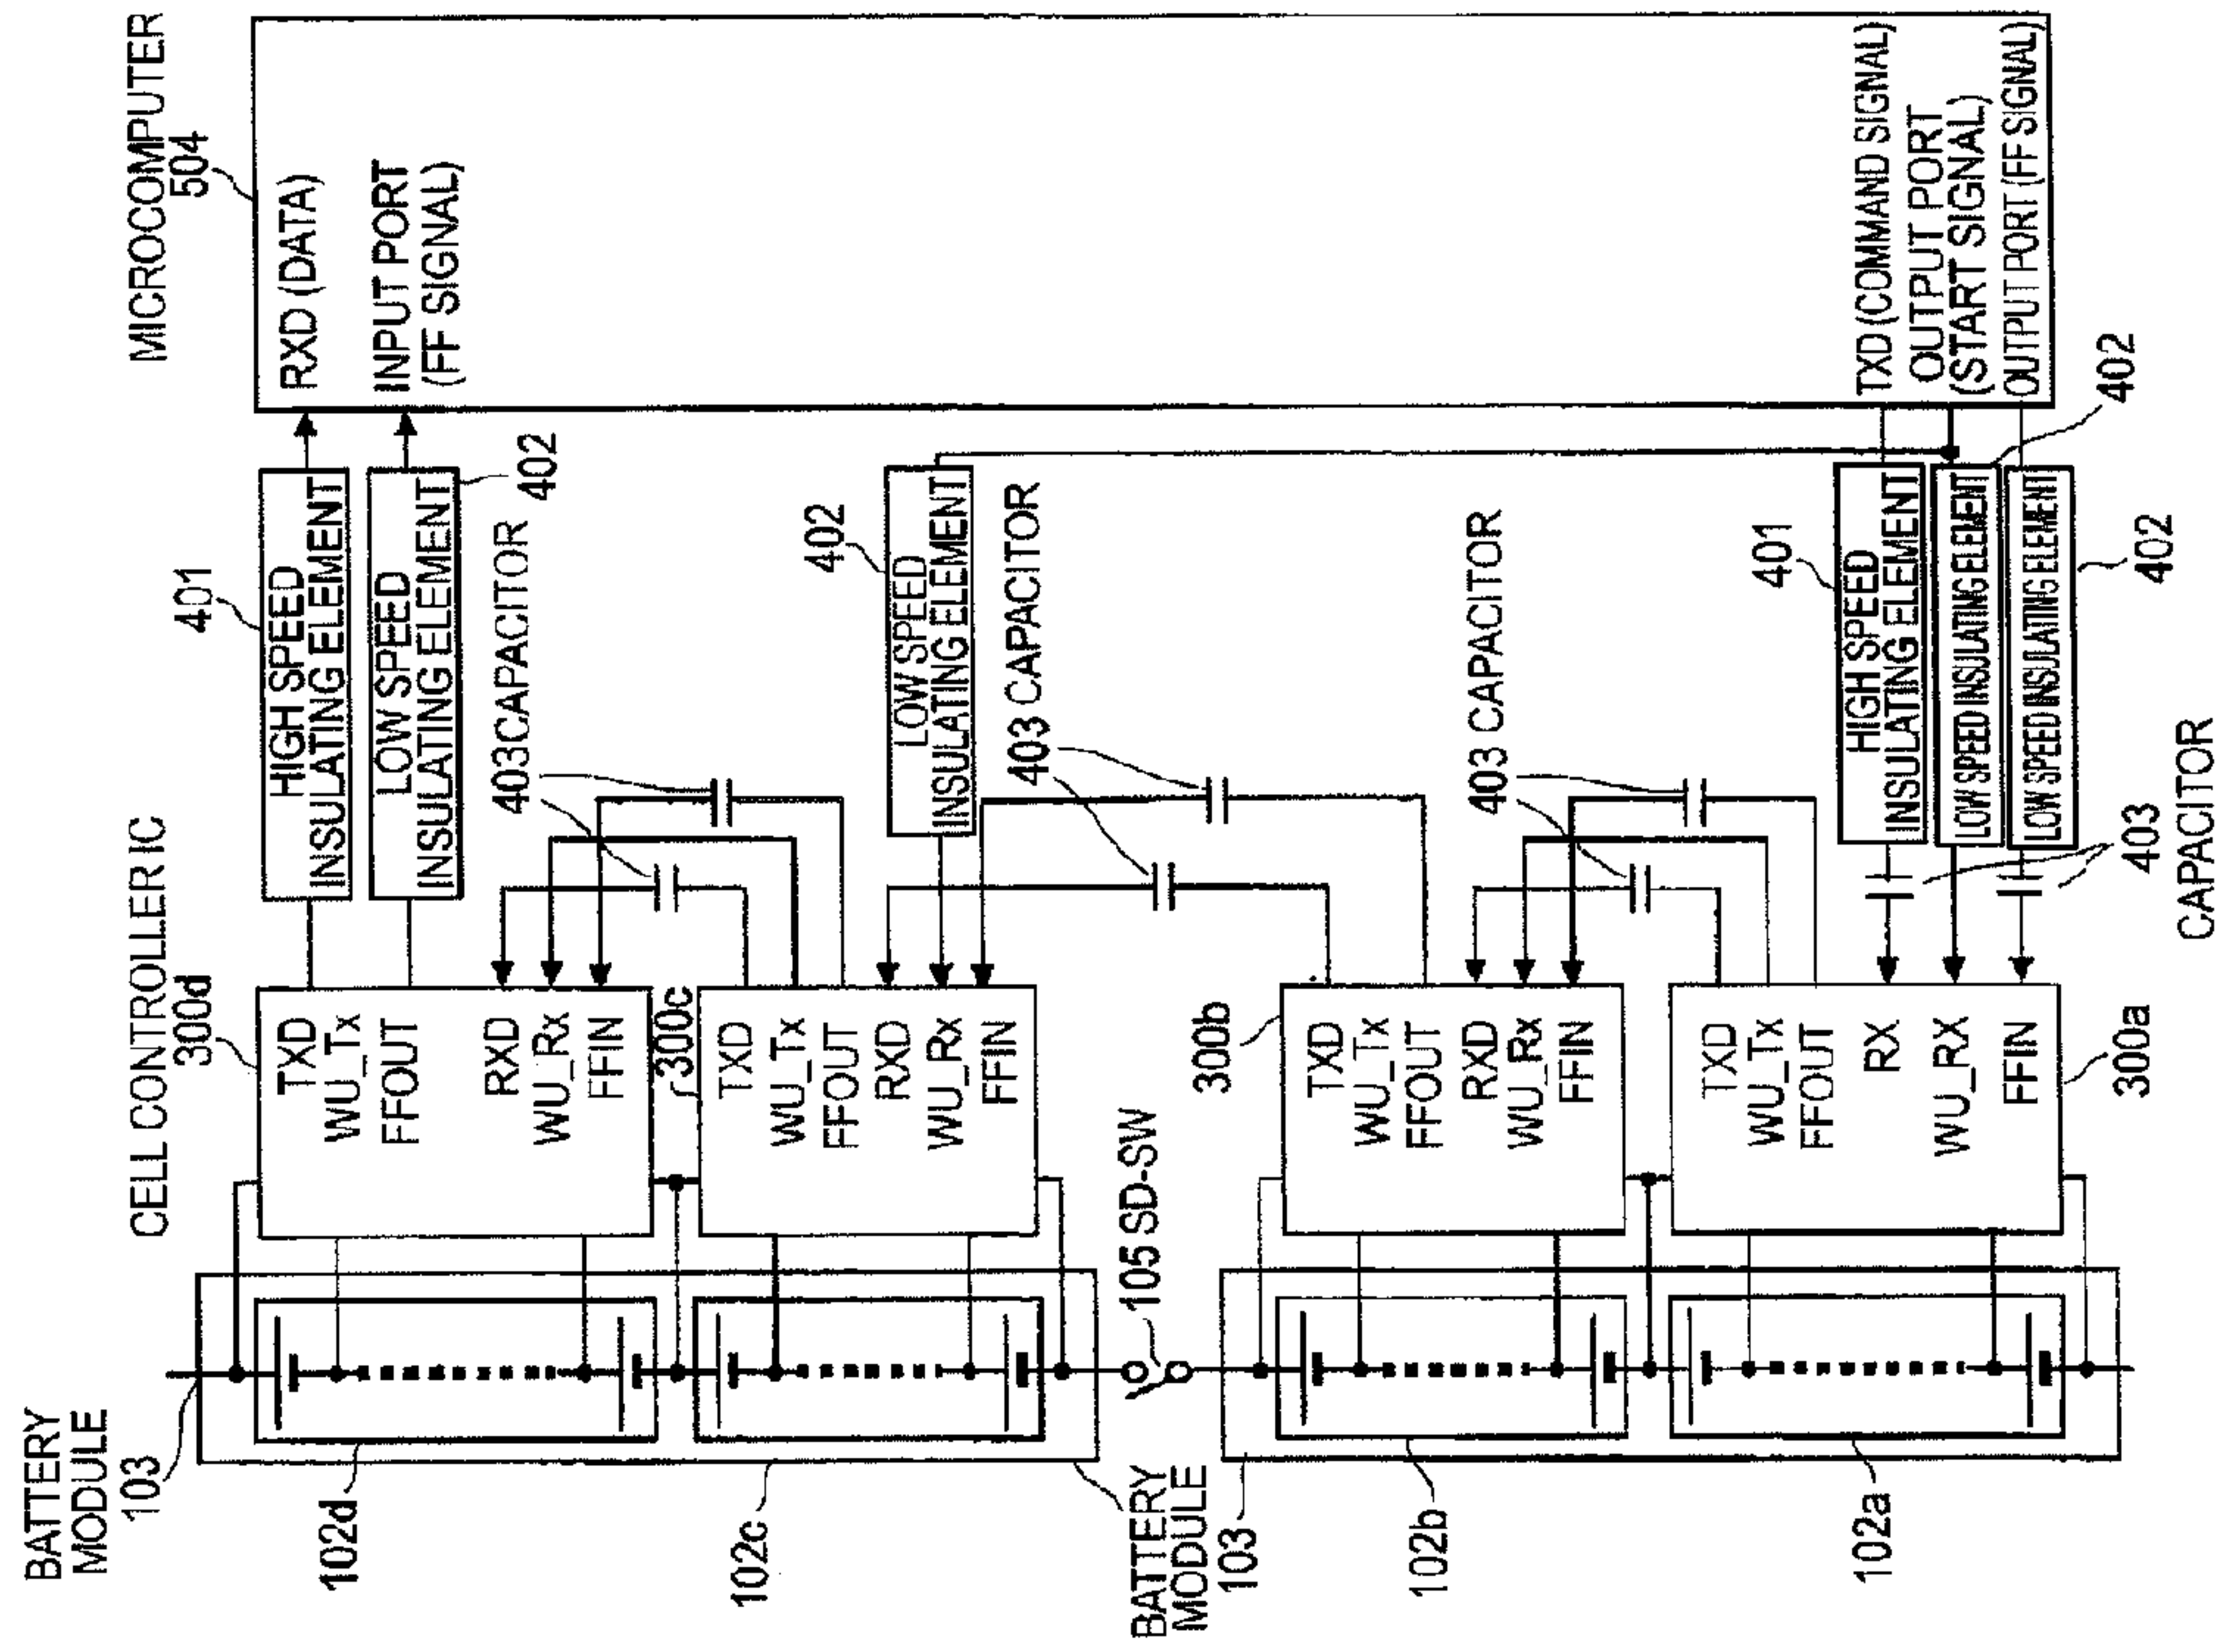 MICROCOMPUTER
504
RXD (DATA)
INPUT PORT
(FF SIGNAL)
TXD (COMMAND SIGNAL)
OUTPUT PORT
(START SIGNAL)
OUTPUT PORT (FF SIGNAL)
401
HIGH SPEED
INSULATING ELEMENT
LOW SPEED
INSULATING ELEMENT
402
403 CAPACITOR
402
LOW SPEED
INSULATING ELEMENT
403 CAPACITOR
403 CAPACITOR
401
HIGH SPEED
INSULATING ELEMENT
LOW SPEED INSULATING ELEMENT
402
LOW SPEED INSULATING ELEMENT
402
403
CAPACITOR
CELL CONTROLLER IC
300d
TXD
WU_Tx
FFOUT
RXD
WU_Rx
FFIN
300c
TXD
WU_Tx
FFOUT
RXD
WU_Rx
FFIN
300b
TXD
WU_Tx
FFOUT
RXD
WU_Rx
FFIN
TXD
WU_Tx
FFOUT
RX
WU_RX
FFIN
300a
105 SD-SW
BATTERY
MODULE
103
102d
102c
BATTERY
MODULE
103
102b
102a